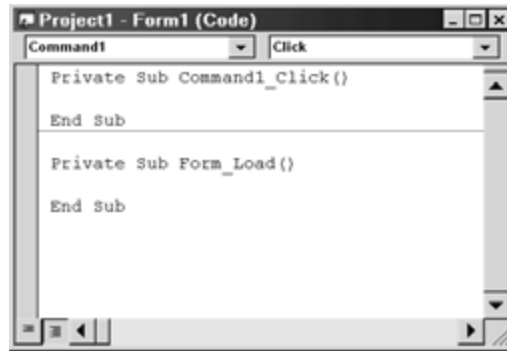 Project1 - Form1 (Code)
Command1
Click
Private Sub Command1_Click()
End Sub
Private Sub Form_Load()
End Sub